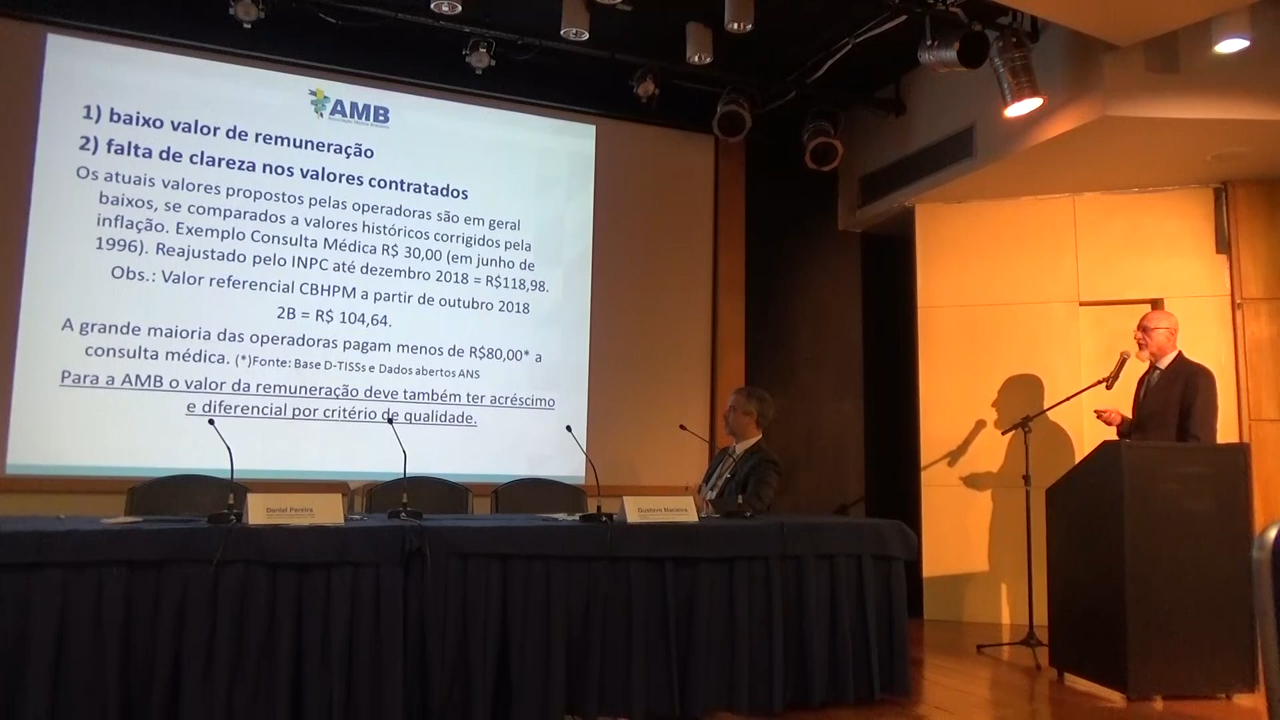 AMB
Associação Médica Brasileira
1) baixo valor de remuneração
2) falta de clareza nos valores contratados
Os atuais valores propostos pelas operadoras são em geral
baixos, se comparados a valores históricos corrigidos pela
inflação. Exemplo Consulta Médica R$ 30,00 (em junho de
1996). Reajustado pelo INPC até dezembro 2018 = R$118,98.
Obs.: Valor referencial CBHPM a partir de outubro 2018
2B = R$ 104,64.
A grande maioria das operadoras pagam menos de R$80,00* a
consulta médica. (*)Fonte: Base D-TISSs e Dados abertos ANS
Para a AMB o valor da remuneração deve também ter acréscimo
e diferencial por critério de qualidade.
Daniel Pereira
Gustavo Macieira